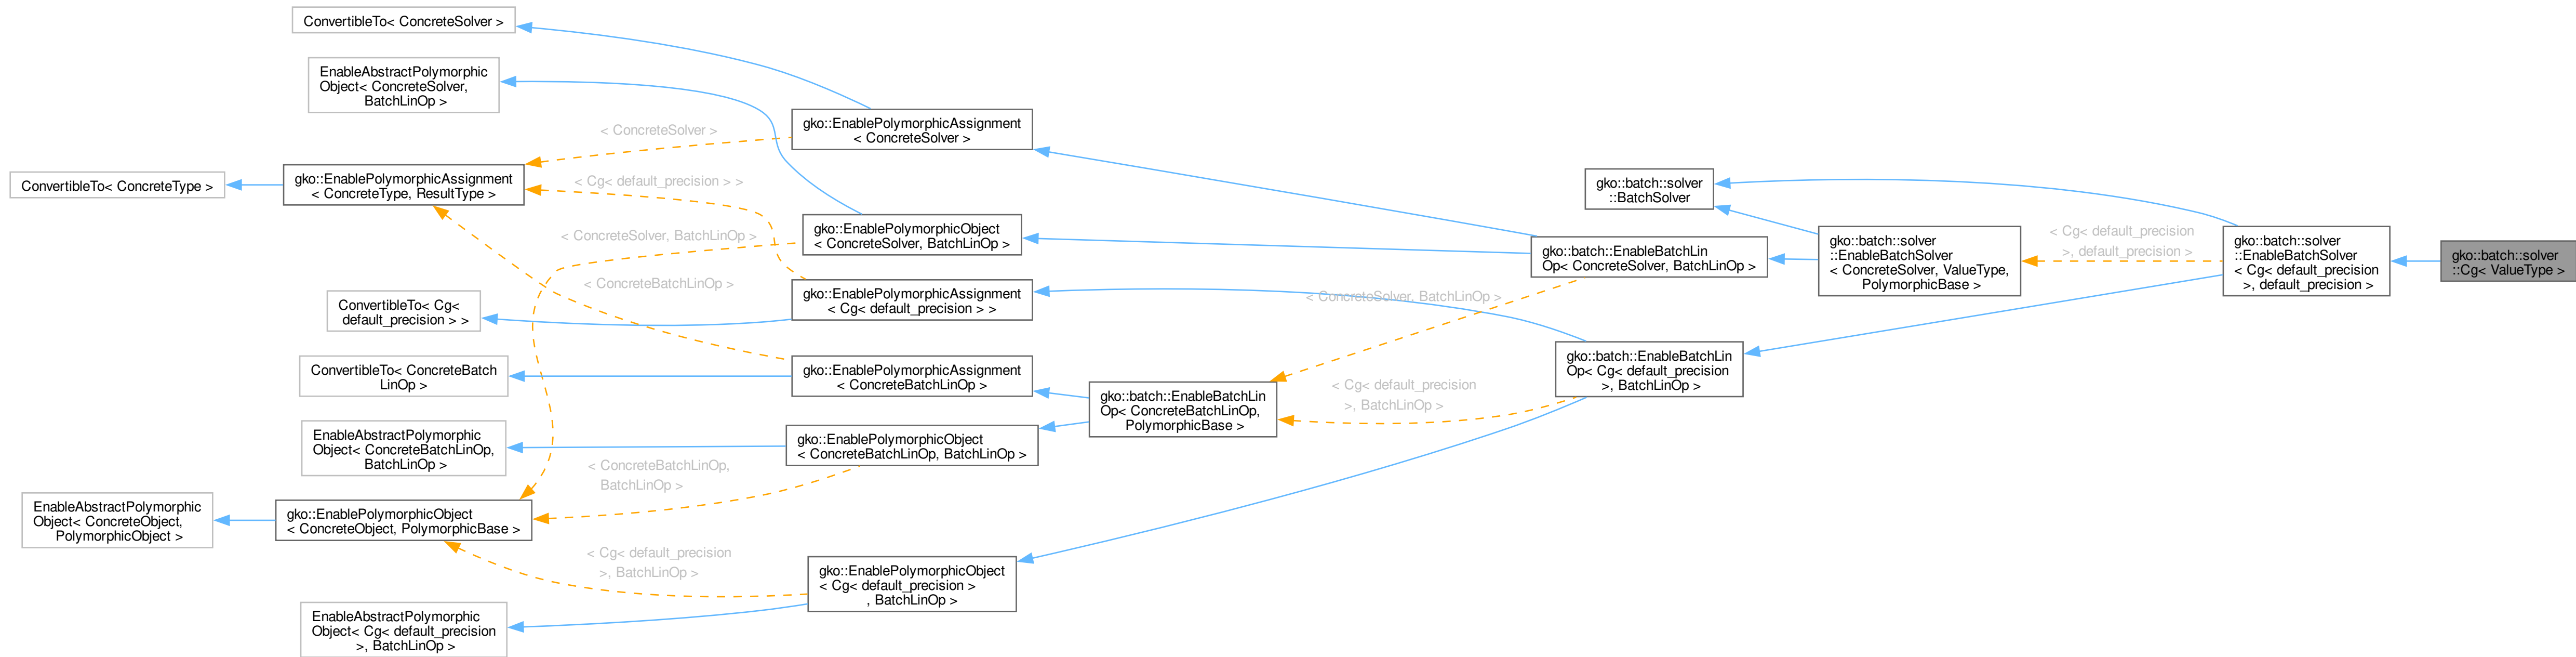 ConvertibleTo< ConcreteSolver >
EnableAbstractPolymorphic
Object< ConcreteSolver,
BatchLinOp >
ConvertibleTo< ConcreteType >
gko::EnablePolymorphicAssignment
< ConcreteType, ResultType >
ConvertibleTo< Cg<
default_precision > >
ConvertibleTo< ConcreteBatch
LinOp >
EnableAbstractPolymorphic
Object< ConcreteBatchLinOp,
BatchLinOp >
EnableAbstractPolymorphic
Object< ConcreteObject,
PolymorphicObject >
gko::EnablePolymorphicObject
< ConcreteObject, PolymorphicBase >
EnableAbstractPolymorphic
Object< Cg< default_precision
>, BatchLinOp >
< ConcreteSolver >
< Cg< default_precision > >
< ConcreteSolver, BatchLinOp >
< ConcreteBatchLinOp >
< ConcreteBatchLinOp,
BatchLinOp >
< Cg< default_precision
>, BatchLinOp >
gko::EnablePolymorphicAssignment
< ConcreteSolver >
gko::EnablePolymorphicObject
< ConcreteSolver, BatchLinOp >
gko::EnablePolymorphicAssignment
< Cg< default_precision > >
gko::EnablePolymorphicAssignment
< ConcreteBatchLinOp >
gko::EnablePolymorphicObject
< ConcreteBatchLinOp, BatchLinOp >
gko::EnablePolymorphicObject
< Cg< default_precision >
, BatchLinOp >
gko::batch::EnableBatchLin
Op< ConcreteBatchLinOp,
PolymorphicBase >
< ConcreteSolver, BatchLinOp >
< Cg< default_precision
>, BatchLinOp >
gko::batch::solver
::BatchSolver
gko::batch::EnableBatchLin
Op< ConcreteSolver, BatchLinOp >
gko::batch::EnableBatchLin
Op< Cg< default_precision
>, BatchLinOp >
gko::batch::solver
::EnableBatchSolver
< ConcreteSolver, ValueType,
PolymorphicBase >
< Cg< default_precision
>, default_precision >
gko::batch::solver
::EnableBatchSolver
< Cg< default_precision
>, default_precision >
gko::batch::solver
::Cg< ValueType >